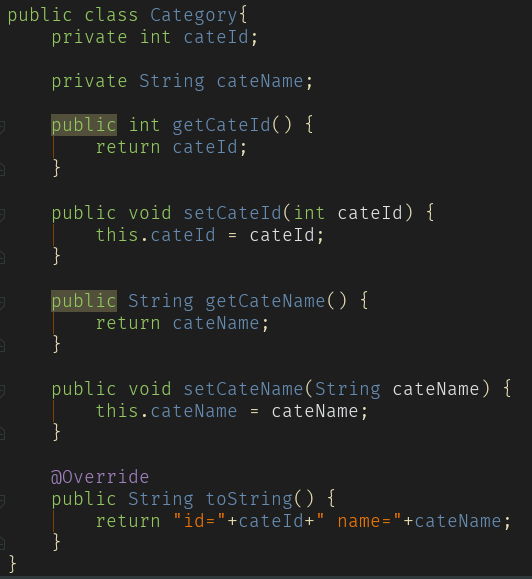 public class Category{
    private int cateId;

    private String cateName;

    public int getCateId() {
        return cateId;
    }

    public void setCateId(int cateId) {
        this.cateId = cateId;
    }

    public String getCateName() {
        return cateName;
    }

    public void setCateName(String cateName) {
        this.cateName = cateName;
    }

    @Override
    public String toString() {
        return "id="+cateId+" name="+cateName;
    }
}